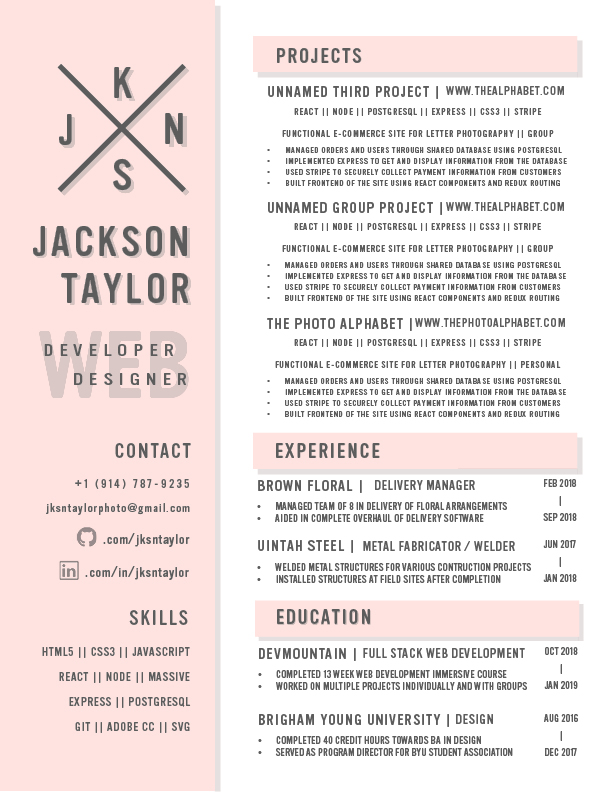 K
J N
S
JACKSON
TAYLOR
WEB
DEVELOPER
DESIGNER
CONTACT
+1 (914) 787-9235
jksntaylorphoto@gmail.com
.com/jksntaylor
in .com/in/jksntaylor
SKILLS
HTML5 || CSS3 || JAVASCRIPT
REACT || NODE || MASSIVE
EXPRESS || POSTGRESQL
GIT || ADOBE CC || SVG
PROJECTS
UNNAMED THIRD PROJECT | WWW.THEALPHABET.COM
REACT || NODE || POSTGRESQL || EXPRESS || CSS3 || STRIPE
FUNCTIONAL E-COMMERCE SITE FOR LETTER PHOTOGRAPHY || GROUP
• MANAGED ORDERS AND USERS THROUGH SHARED DATABASE USING POSTGRESQL
• IMPLEMENTED EXPRESS TO GET AND DISPLAY INFORMATION FROM THE DATABASE
• USED STRIPE TO SECURELY COLLECT PAYMENT INFORMATION FROM CUSTOMERS
• BUILT FRONTEND OF THE SITE USING REACT COMPONENTS AND REDUX ROUTING
UNNAMED GROUP PROJECT | WWW.THEALPHABET.COM
REACT || NODE || POSTGRESQL || EXPRESS || CSS3 || STRIPE
FUNCTIONAL E-COMMERCE SITE FOR LETTER PHOTOGRAPHY || GROUP
• MANAGED ORDERS AND USERS THROUGH SHARED DATABASE USING POSTGRESQL
• IMPLEMENTED EXPRESS TO GET AND DISPLAY INFORMATION FROM THE DATABASE
• USED STRIPE TO SECURELY COLLECT PAYMENT INFORMATION FROM CUSTOMERS
• BUILT FRONTEND OF THE SITE USING REACT COMPONENTS AND REDUX ROUTING
THE PHOTO ALPHABET | WWW.THEPHOTOALPHABET.COM
REACT || NODE || POSTGRESQL || EXPRESS || CSS3 || STRIPE
FUNCTIONAL E-COMMERCE SITE FOR LETTER PHOTOGRAPHY || PERSONAL
• MANAGED ORDERS AND USERS THROUGH SHARED DATABASE USING POSTGRESQL
• IMPLEMENTED EXPRESS TO GET AND DISPLAY INFORMATION FROM THE DATABASE
• USED STRIPE TO SECURELY COLLECT PAYMENT INFORMATION FROM CUSTOMERS
• BUILT FRONTEND OF THE SITE USING REACT COMPONENTS AND REDUX ROUTING
EXPERIENCE
BROWN FLORAL | DELIVERY MANAGER FEB 2018
• MANAGED TEAM OF 8 IN DELIVERY OF FLORAL ARRANGEMENTS |
• AIDED IN COMPLETE OVERHAUL OF DELIVERY SOFTWARE SEP 2018
UINTAH STEEL | METAL FABRICATOR / WELDER JUN 2017
• WELDED METAL STRUCTURES FOR VARIOUS CONTRUCTION PROJECTS |
• INSTALLED STRUCTURES AT FIELD SITES AFTER COMPLETION JAN 2018
EDUCATION
DEVMOUNTAIN | FULL STACK WEB DEVELOPMENT OCT 2018
• COMPLETED 13 WEEK WEB DEVELOPMENT IMMERSIVE COURSE |
• WORKED ON MULTIPLE PROJECTS INDIVIDUALLY AND WITH GROUPS JAN 2019
BRIGHAM YOUNG UNIVERSITY | DESIGN AUG 2016
• COMPLETED 40 CREDIT HOURS TOWARDS BA IN DESIGN |
• SERVED AS PROGRAM DIRECTOR FOR BYU STUDENT ASSOCIATION DEC 2017